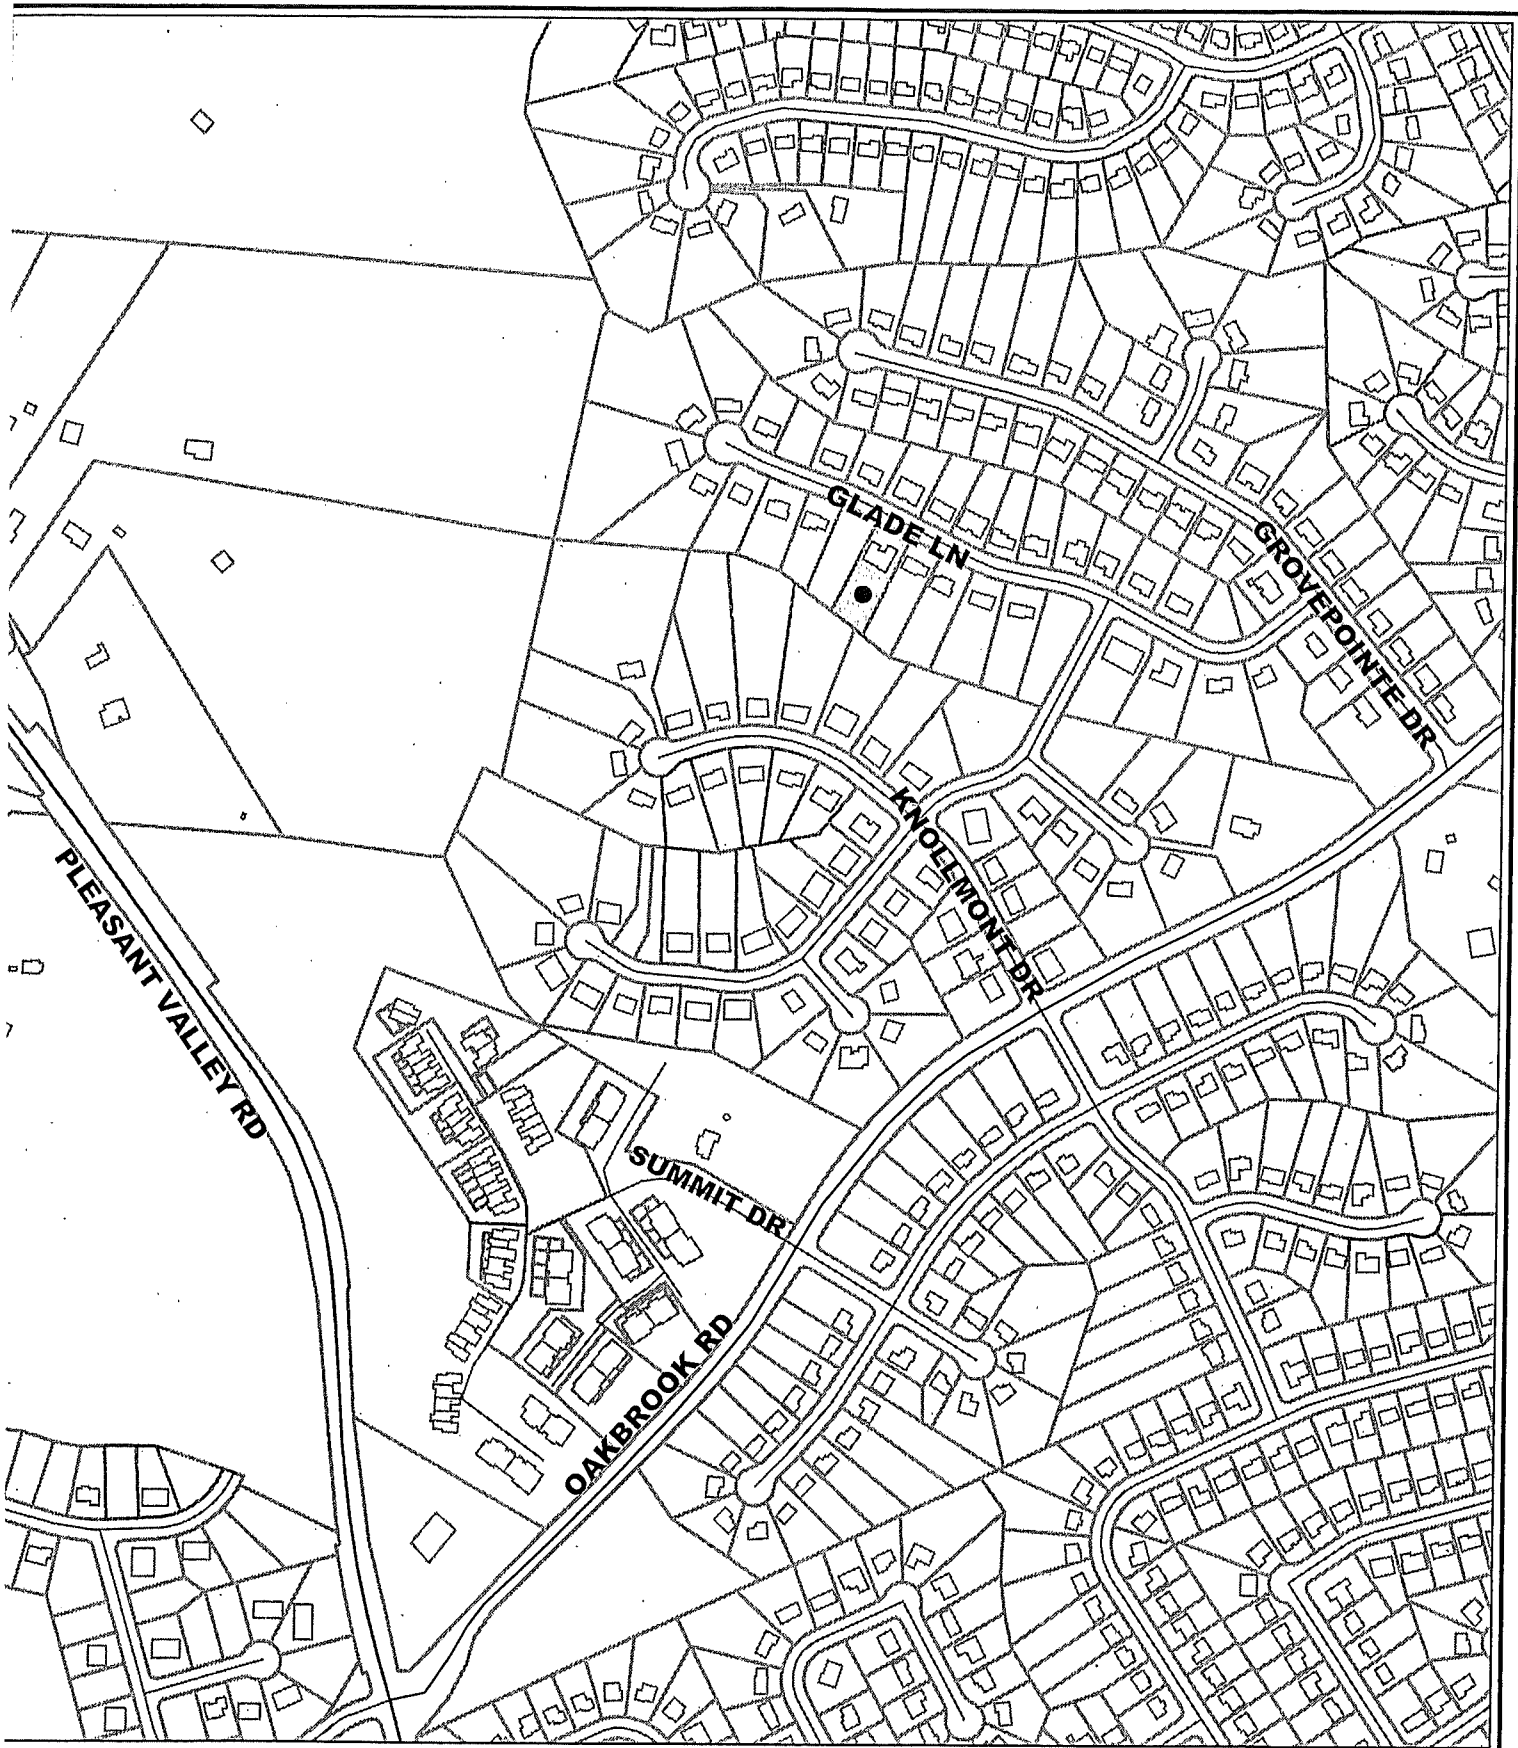 GLADE LN
GROVEPOINTE DR
KNOLLMONT DR
PLEASANT VALLEY RD
SUMMIT DR
OAKBROOK RD